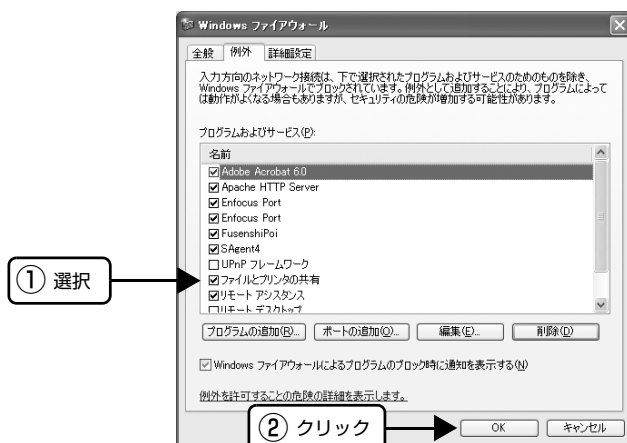 Windows ファイアウォール
全般 例外 詳細設定
入力方向のネットワーク接続は、下で選択されたプログラムおよびサービスのためのものを除き、
Windows ファイアウォールでブロックされています。例外として追加することにより、プログラムによって
は動作がよくなる場合もありますが、セキュリティの危険が増加する可能性があります。
プログラムおよびサービス(P):
名前
Adobe Acrobat 6.0
Apache HTTP Server
Enfocus Port
Enfocus Port
FusenshiPoi
SAgent4
UPnP フレームワーク
① 選択
ファイルとプリンタの共有
リモート アシスタンス
リモート デスクトップ
プログラムの追加(R)... ポートの追加(O)... 編集(E)... 削除(D)
Windows ファイアウォールによるプログラムのブロック時に通知を表示する(N)
例外を許可することの危険の詳細を表示します。
② クリック
OK キャンセル